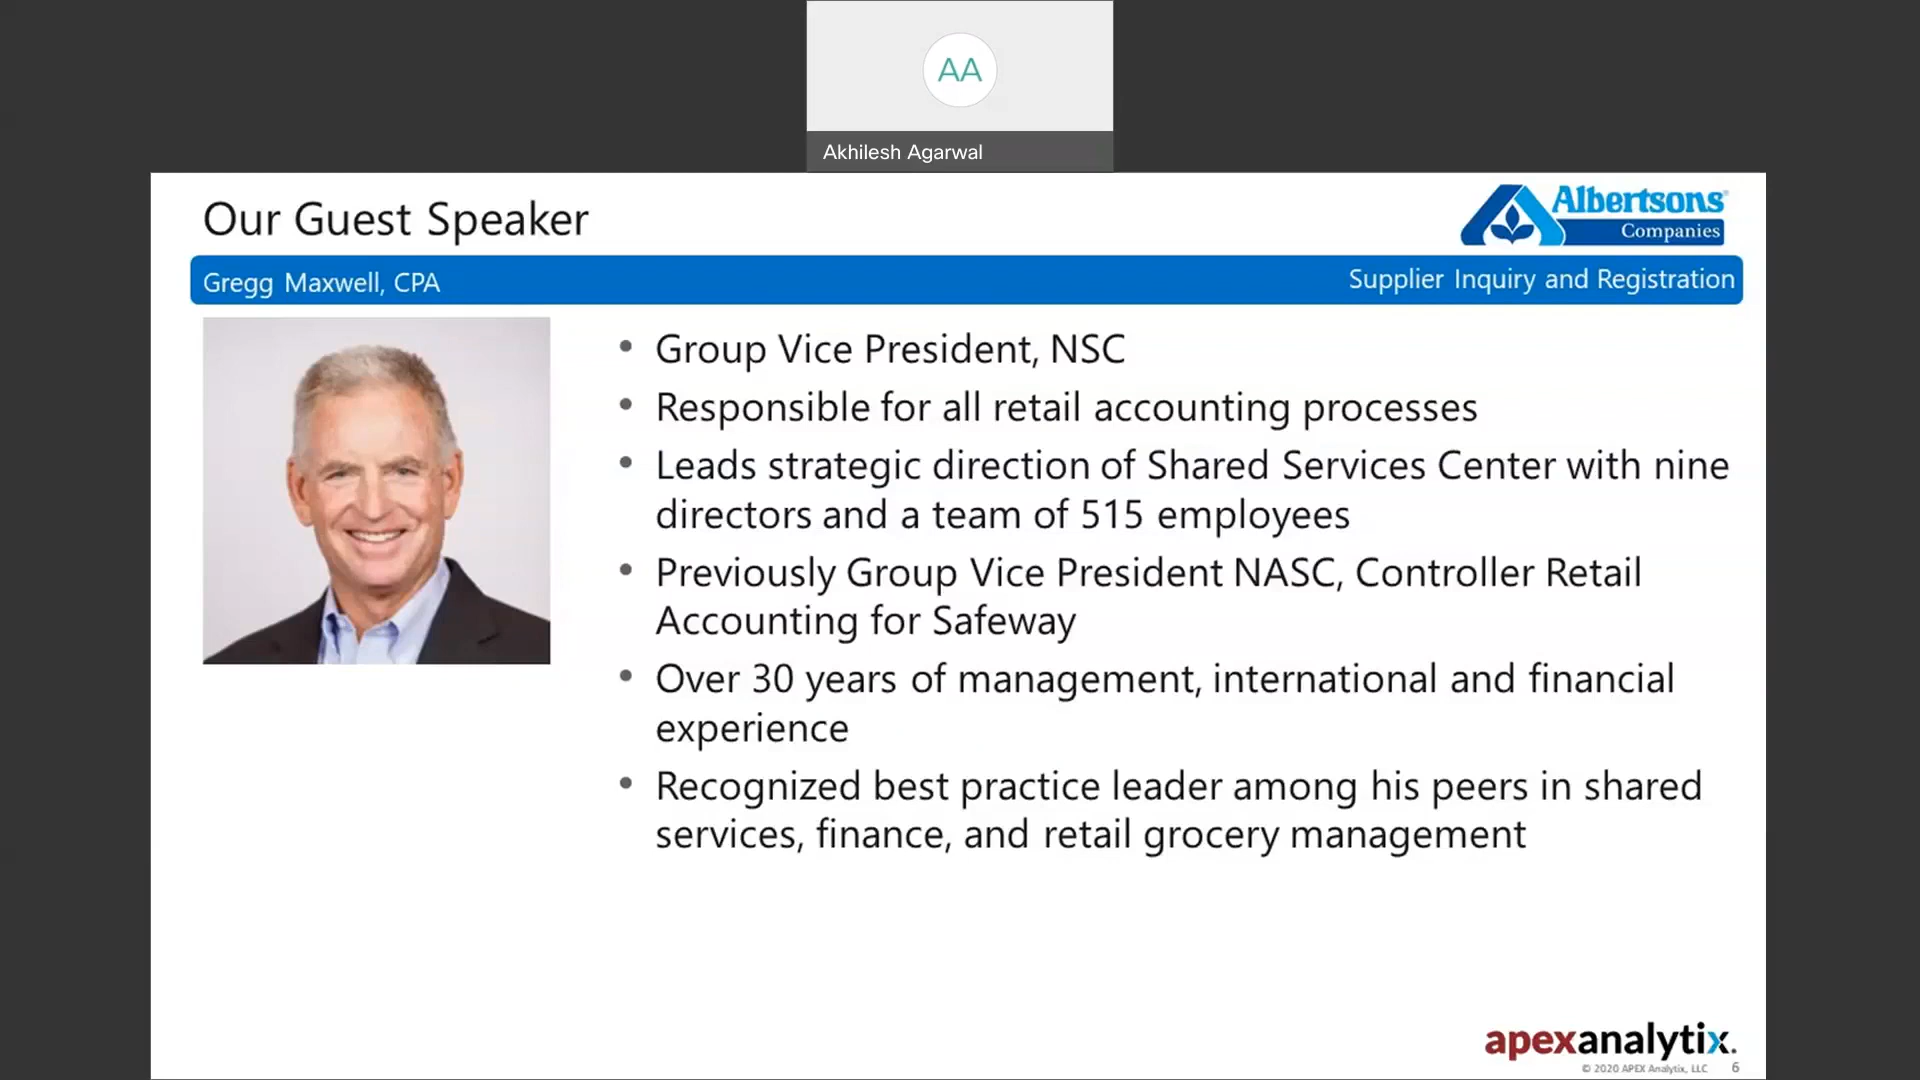 AA
Akhilesh Agarwal
Our Guest Speaker
Albertsons®
Companies
Gregg Maxwell, CPA
Supplier Inquiry and Registration
• Group Vice President, NSC
• Responsible for all retail accounting processes
• Leads strategic direction of Shared Services Center with nine
directors and a team of 515 employees
• Previously Group Vice President NASC, Controller Retail
Accounting for Safeway
• Over 30 years of management, international and financial
experience
• Recognized best practice leader among his peers in shared
services, finance, and retail grocery management
apexanalytix.
© 2020 APEX Analytix, LLC 6